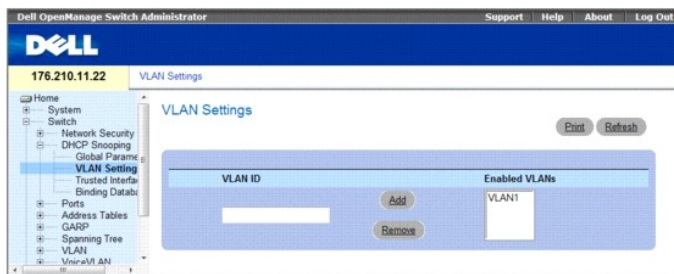 Dell OpenManage Switch Administrator
Support Help About Log Out
DELL
176.210.11.22
VLAN Settings
Home
System
Switch
Network Security
DHCP Snooping
Global Parame
VLAN Setting
Trusted Interfa
Binding Databa
Ports
Address Tables
GARP
Spanning Tree
VLAN
VoiceVLAN
VLAN Settings
Print Refresh
VLAN ID
Enabled VLANs
Add
Remove
VLAN1